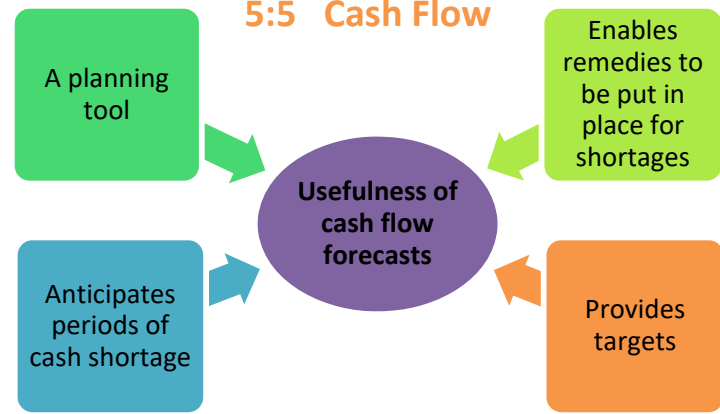 5:5 Cash Flow
A planning
tool
Enables
remedies to
be put in
place for
shortages
Usefulness of
cash flow
forecasts
Anticipates
periods of
cash shortage
Provides
targets